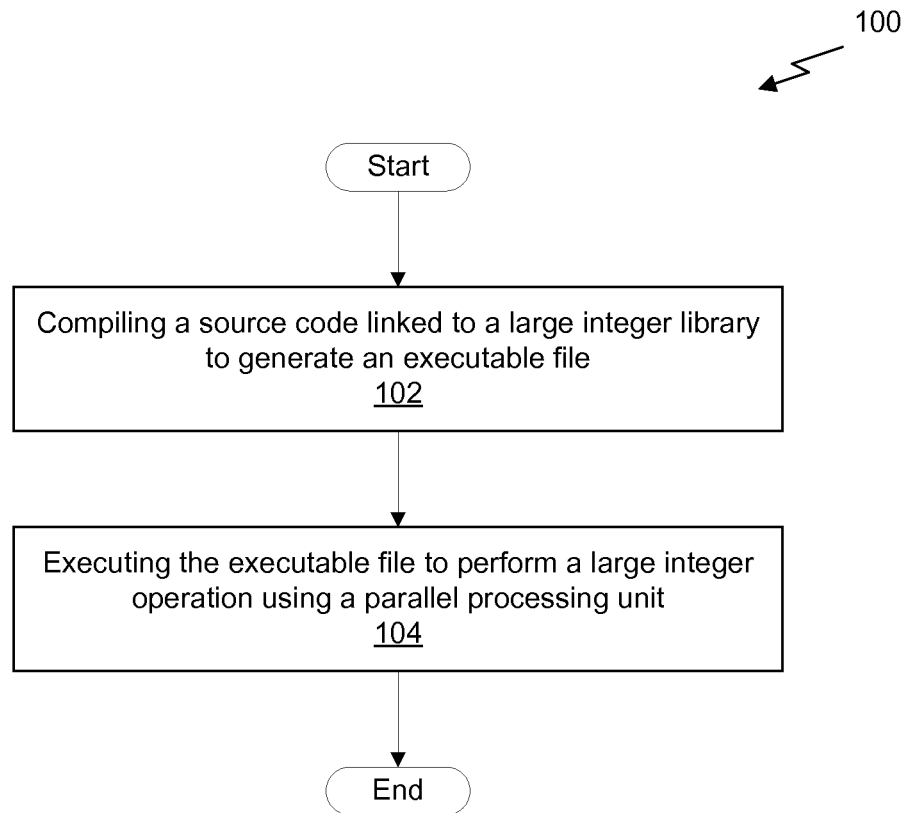 100
Start
Compiling a source code linked to a large integer library
to generate an executable file
102
Executing the executable file to perform a large integer
operation using a parallel processing unit
104
End